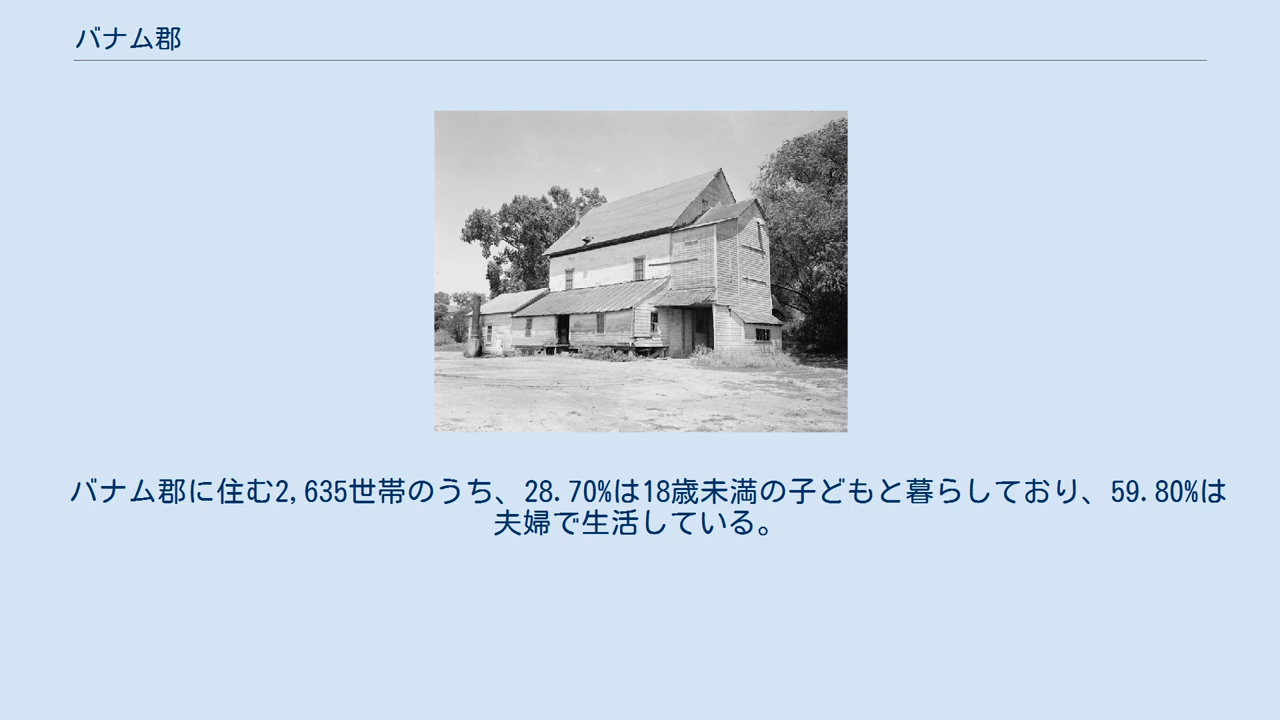 バナム郡
バナム郡に住む2,635世帯のうち、28.70%は18歳未満の子どもと暮らしており、59.80%は
夫婦で生活している。